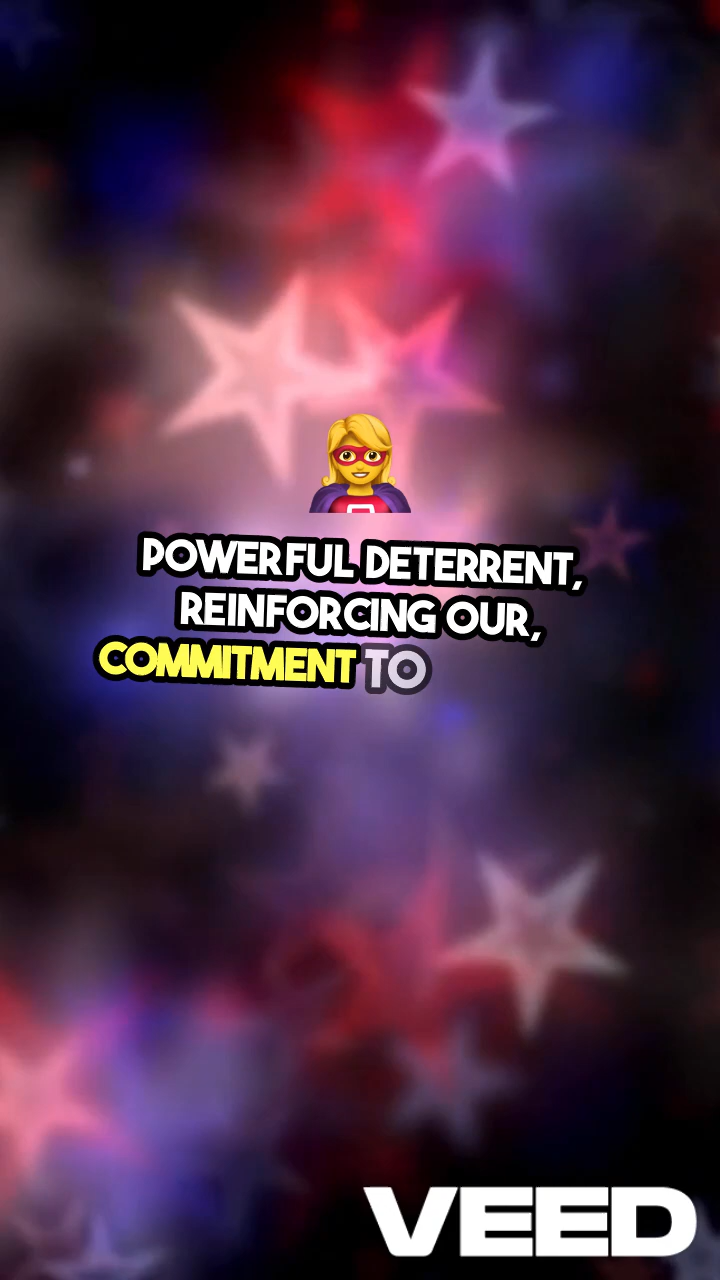 POWERFUL DETERRENT,
REINFORCING OUR,
COMMITMENT TO
VEED